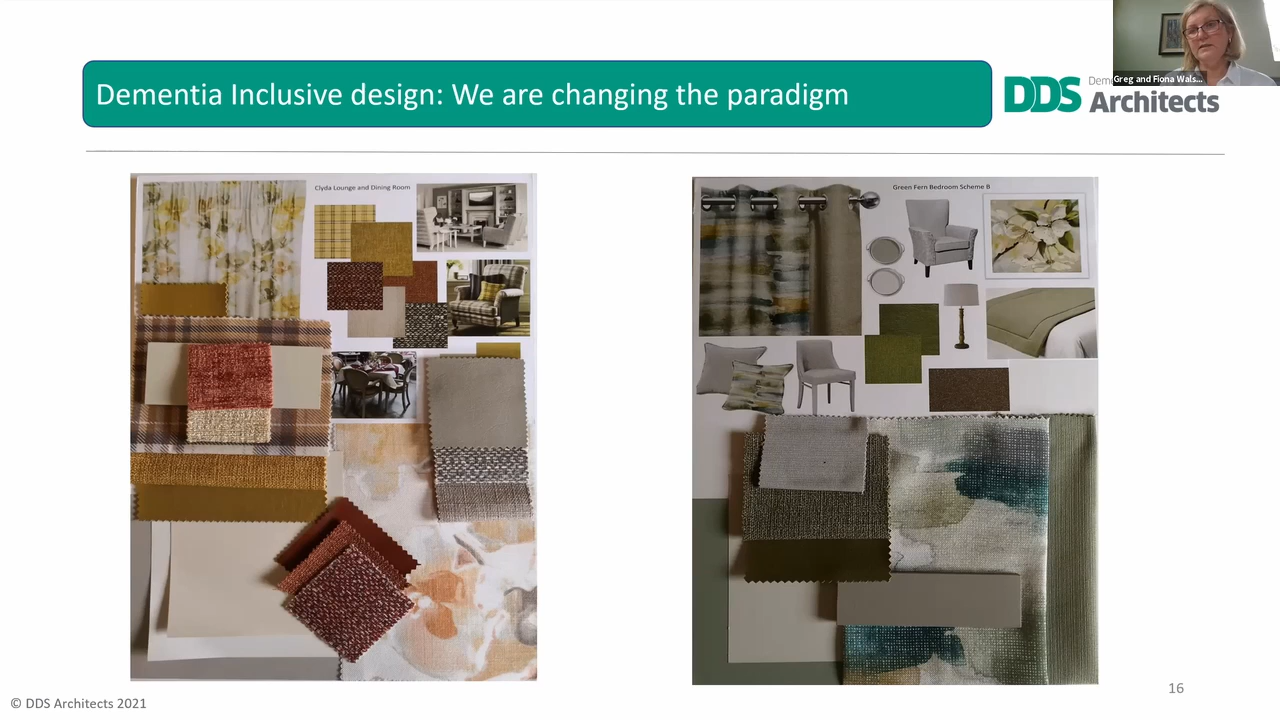 Dementia Inclusive design: We are changing the paradigm
Greg and Fiona Wals...
DDS
Architects
Clyda Lounge and Dining Room
Green Fern Bedroom Scheme B
16
© DDS Architects 2021